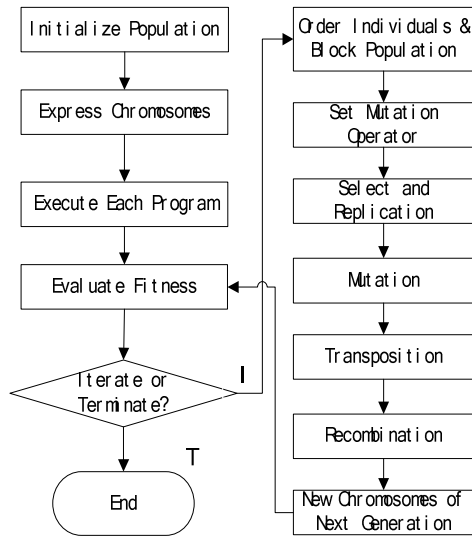 Initialize Population
Express Chromosomes
Execute Each Program
Evaluate Fitness
Iterate or
Terminate?
I
T
End
Order Individuals &
Block Population
Set Mutation
Operator
Select and
Replication
Mutation
Transposition
Recombination
New Chromosomes of
Next Generation